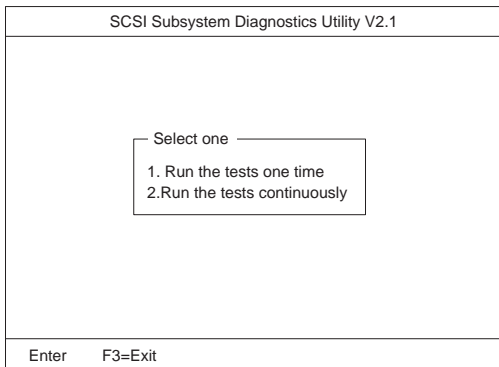 SCSI Subsystem Diagnostics Utility V2.1
Select one
1. Run the tests one time
2.Run the tests continuously
Enter F3=Exit